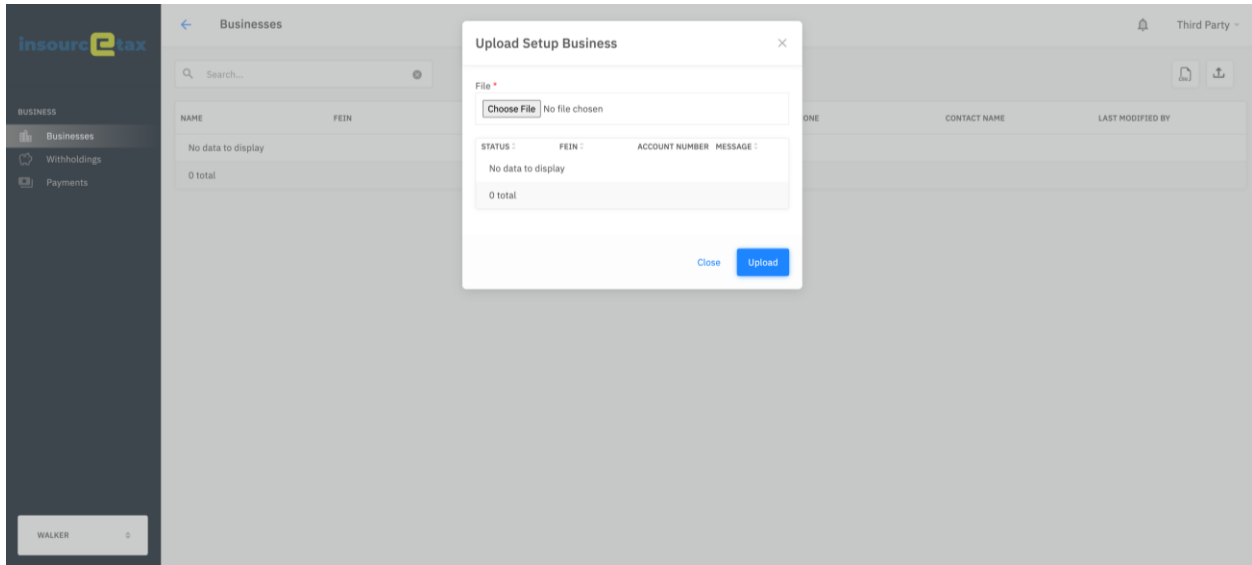 insourcetax
BUSINESS
Businesses
Withholdings
Payments
WALKER
Businesses
Third Party
Search...
NAME FEIN ONE CONTACT NAME LAST MODIFIED BY
No data to display
0 total
Upload Setup Business
File *
Choose File No file chosen
STATUS FEIN ACCOUNT NUMBER MESSAGE
No data to display
0 total
Close Upload